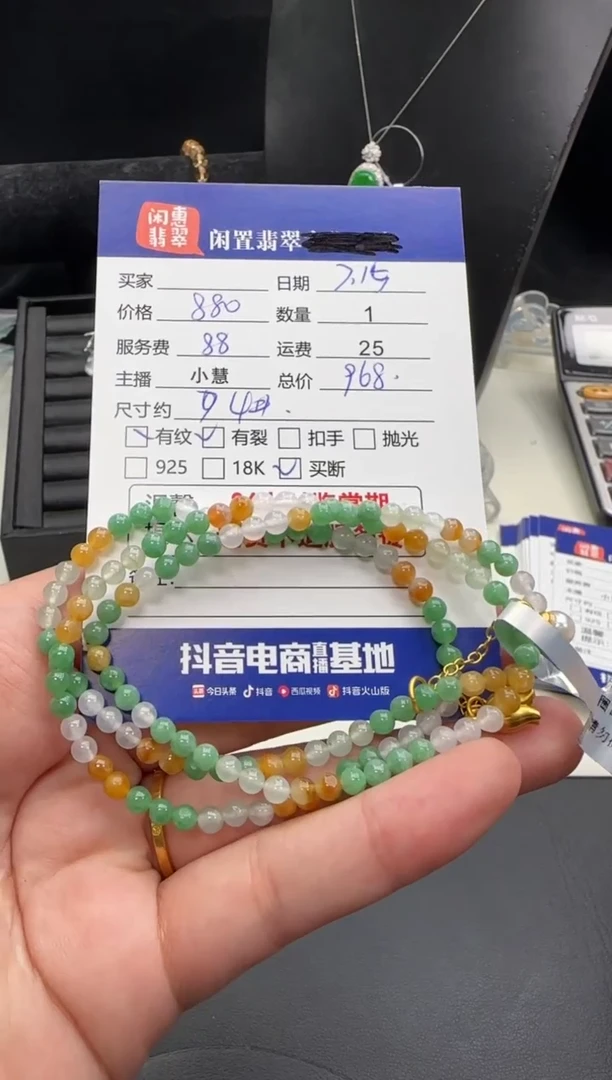 闲惠
翡翠
闲置翡翠
买家 日期 7.15
价格 880 数量 1
服务费 88 运费 25
主播 小慧 总价 968.
尺寸约
有纹 有裂 扣手 抛光
925 18K 买断
抖音电商直播基地
今日头条 抖音 西瓜视频 抖音火山版